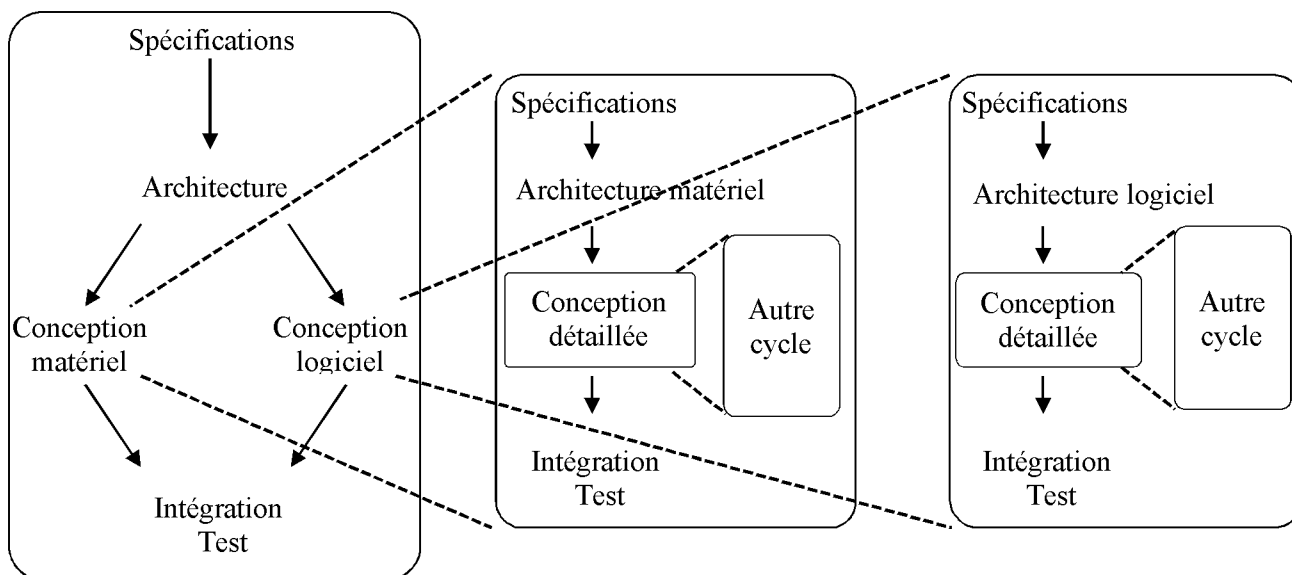 Spécifications
Architecture
Conception
matériel
Conception
logiciel
Intégration
Test
Spécifications
Architecture matériel
Conception
détaillée
Autre
cycle
Intégration
Test
Spécifications
Architecture logiciel
Conception
détaillée
Autre
cycle
Intégration
Test